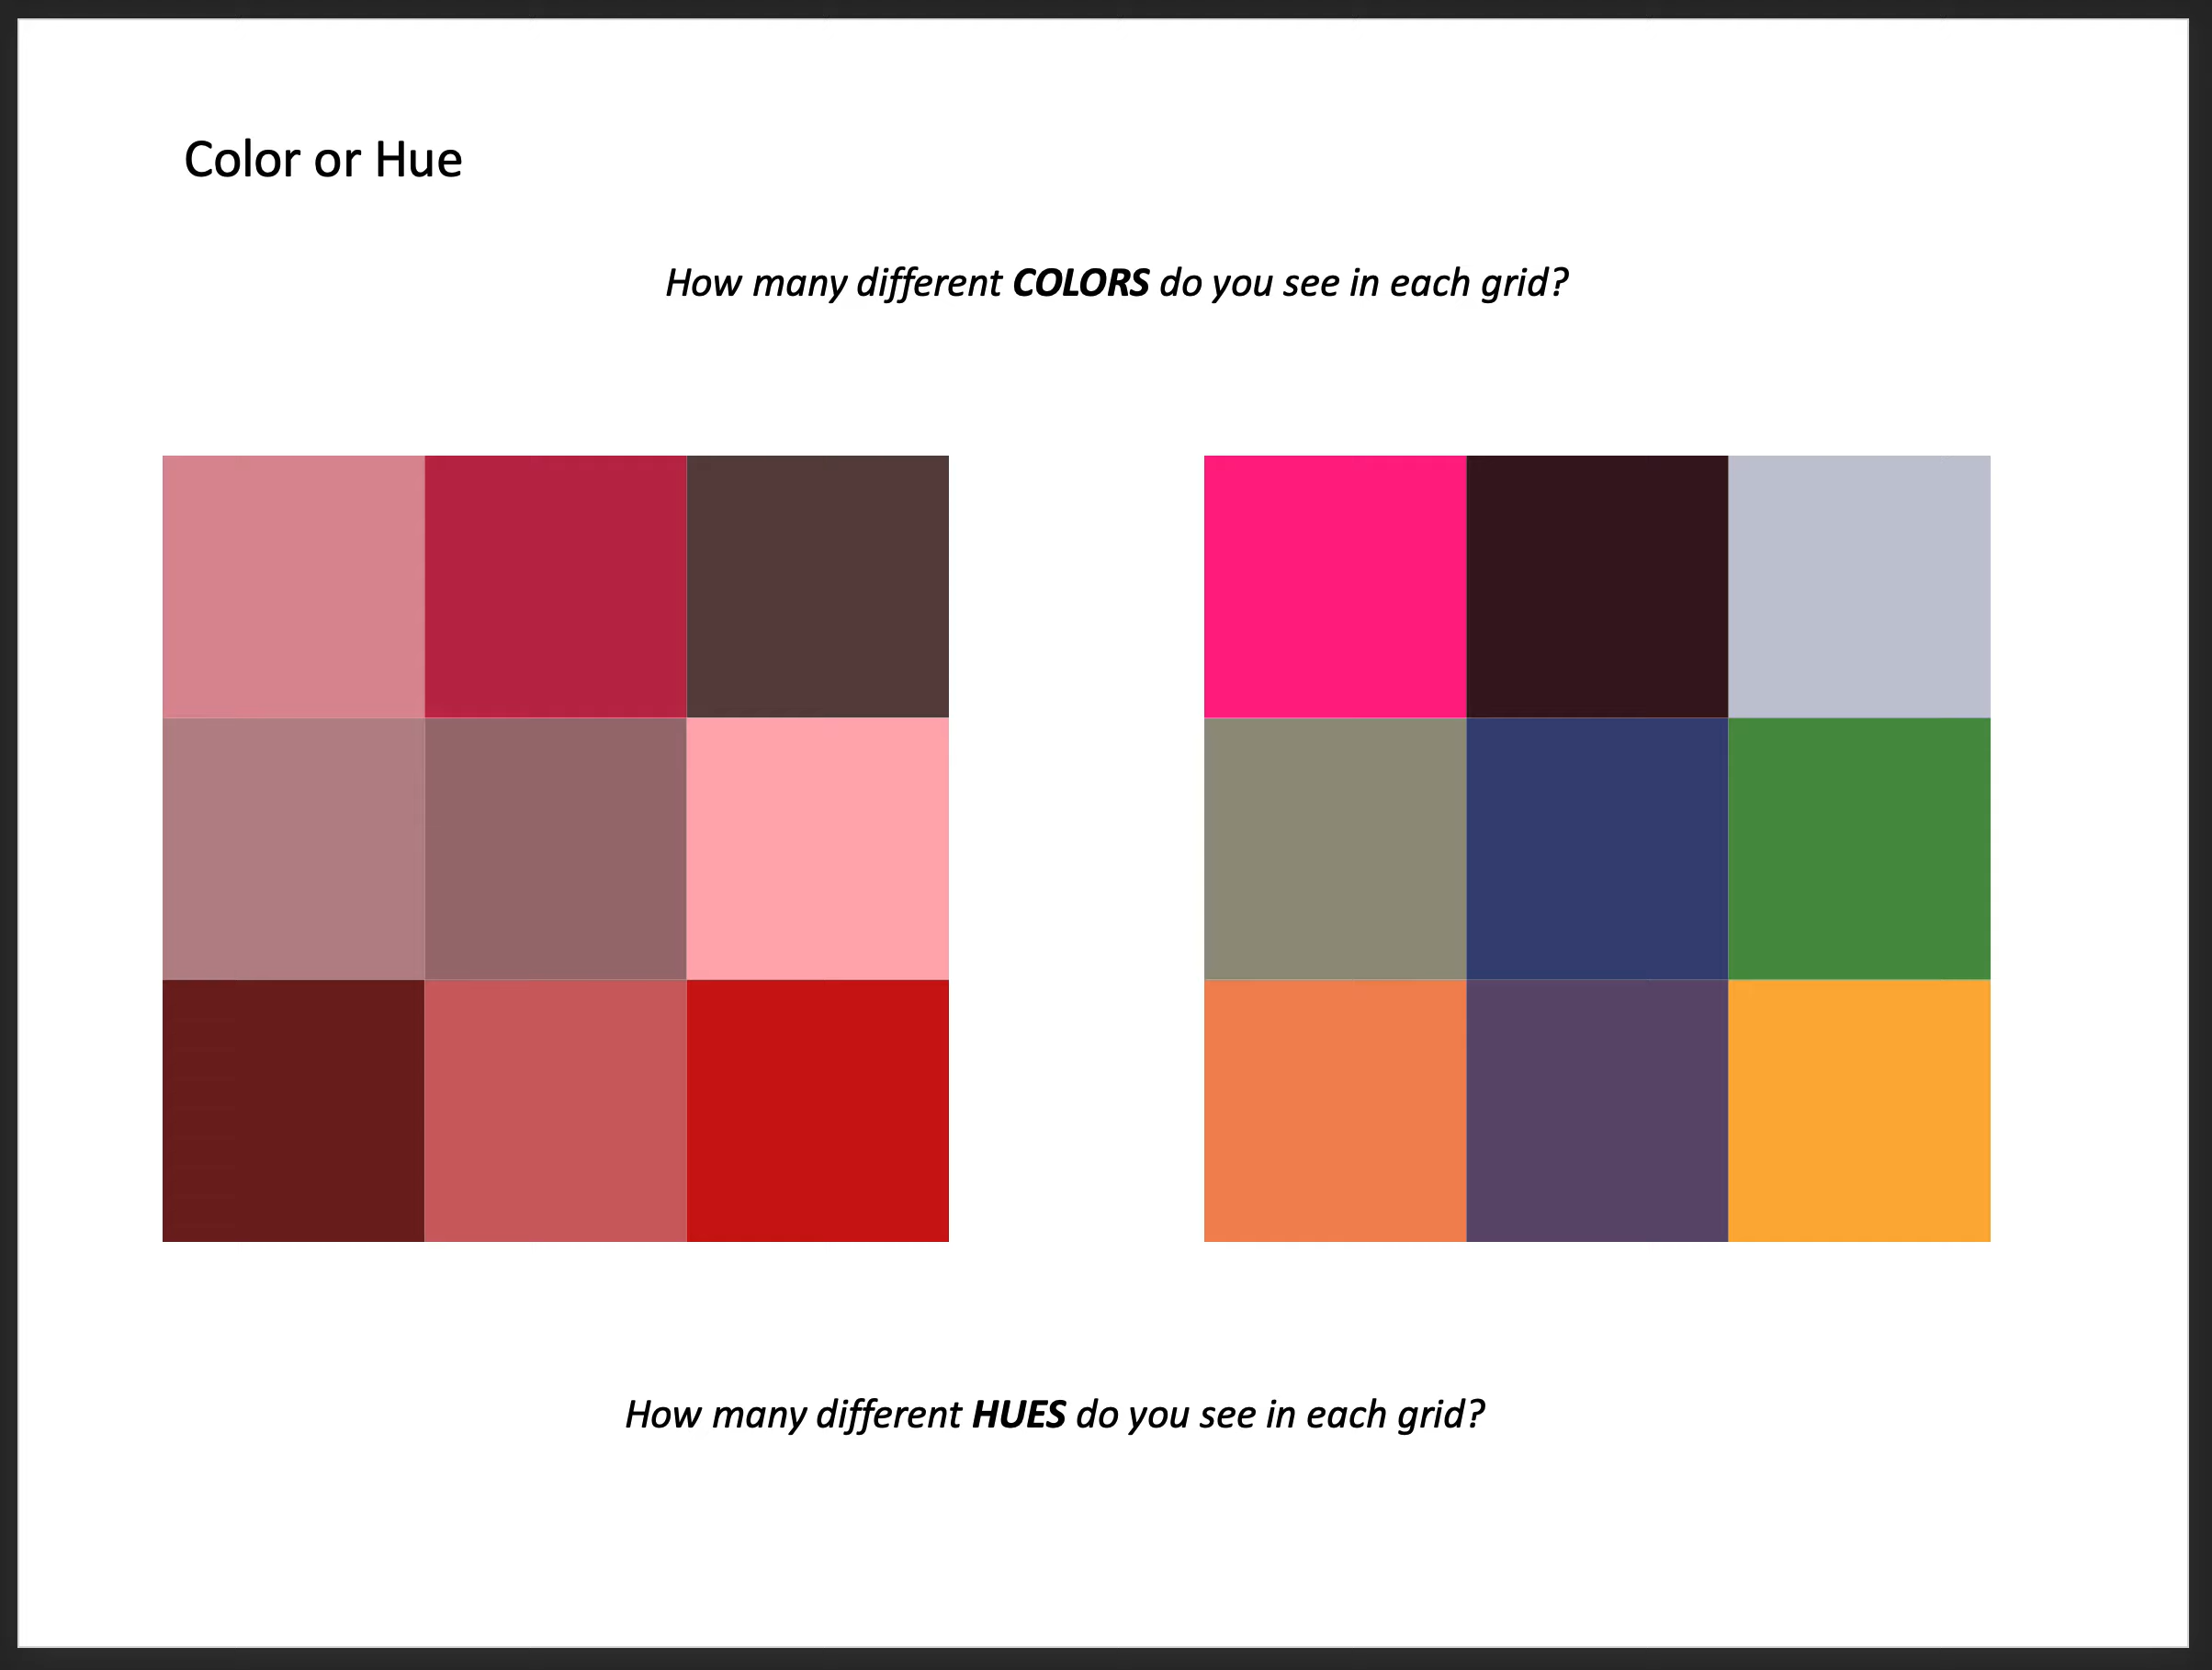 Color or Hue
How many different COLORS do you see in each grid?
How many different HUES do you see in each grid?